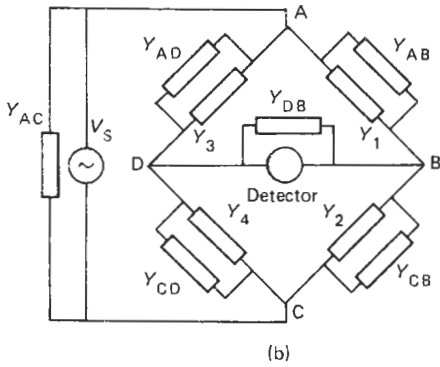 A
Y_AD
Y_AB
Y_AC
V_S
Y_DB
Y_3
Y_1
D
B
Detector
Y_4
Y_2
Y_CD
Y_CB
C
(b)